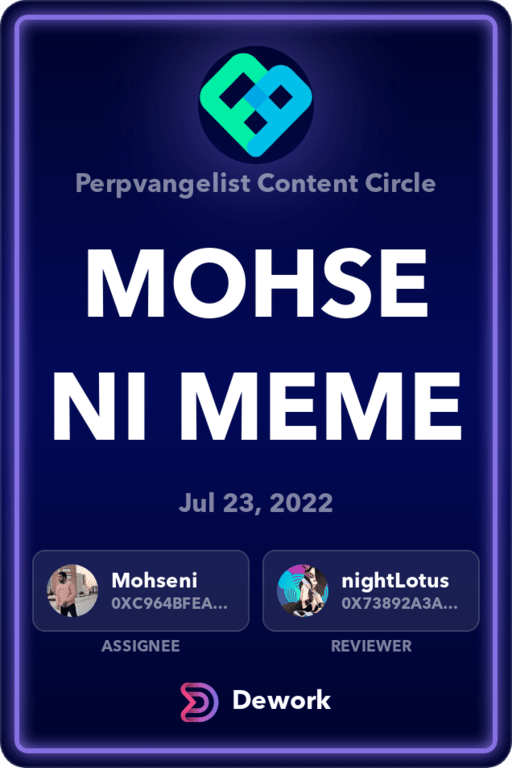 Perpvangelist Content Circle
MOHSE
NI MEME
Jul 23, 2022
Mohseni
0XC964BFEA...
ASSIGNEE
nightLotus
0X73892A3A...
REVIEWER
Dework